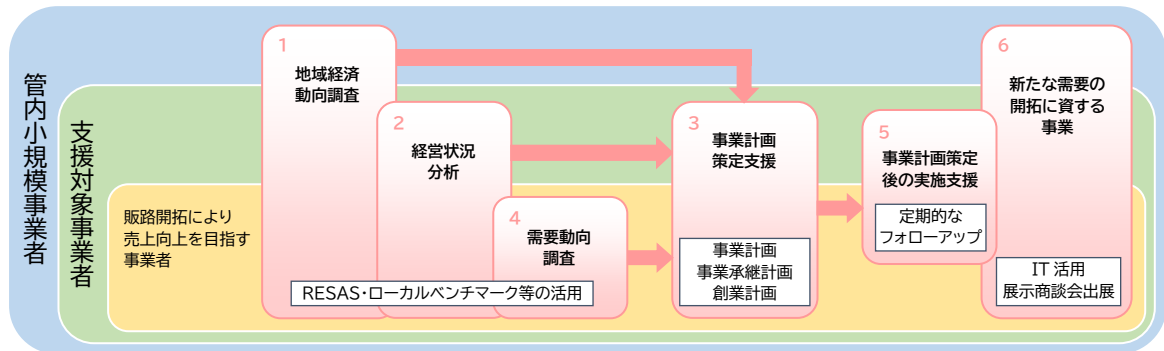 管内小規模事業者
支援対象事業者
販路開拓により
売上向上を目指す
事業者
1
地域経済
動向調査
2
経営状況
分析
4
需要動向
調査
RESAS・ローカルベンチマーク等の活用
3
事業計画
策定支援
事業計画
事業承継計画
創業計画
5
事業計画策定
後の実施支援
定期的な
フォローアップ
6
新たな需要の
開拓に資する
事業
IT 活用
展示商談会出展